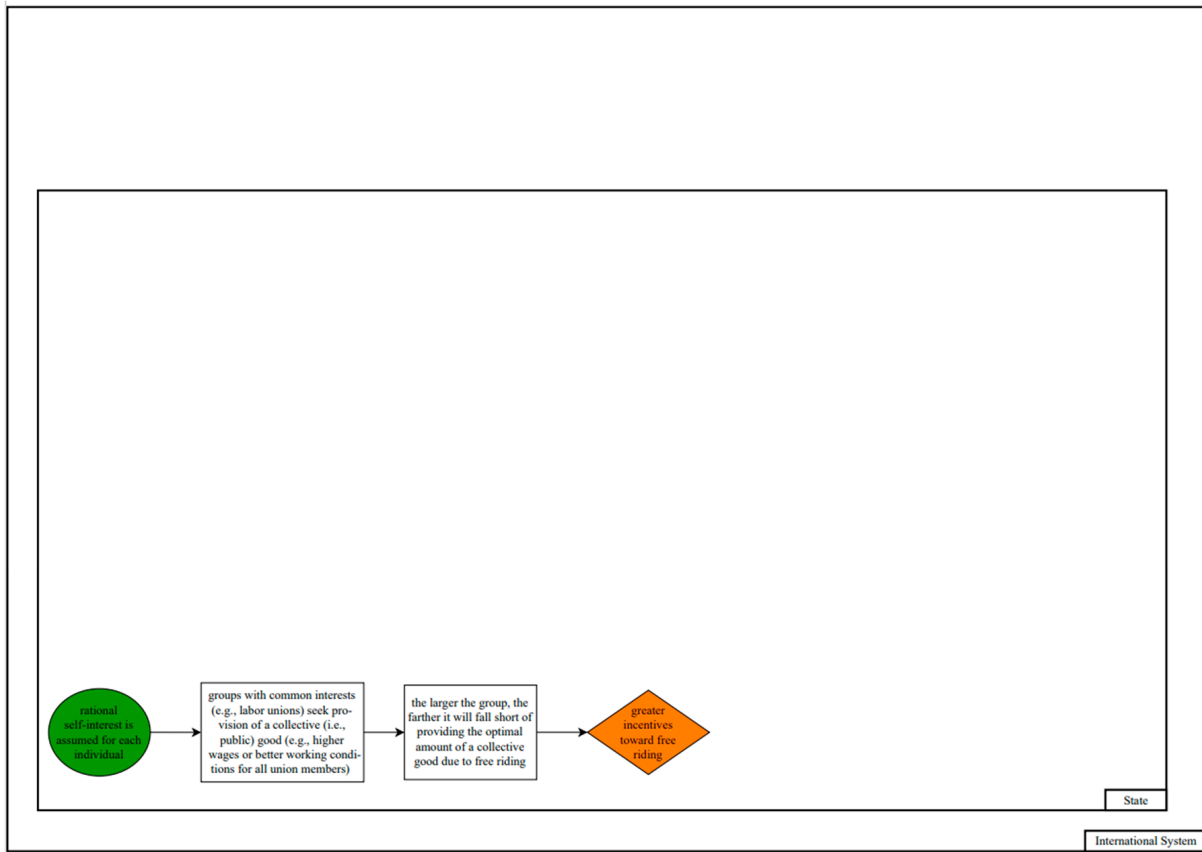 rational
self-interest is
assumed for each
individual
groups with common interests
(e.g., labor unions) seek pro-
vision of a collective (i.e.,
public) good (e.g., higher
wages or better working condi-
tions for all union members)
the larger the group, the
farther it will fall short of
providing the optimal
amount of a collective
good due to free riding
greater
incentives
toward free
riding
State
International System